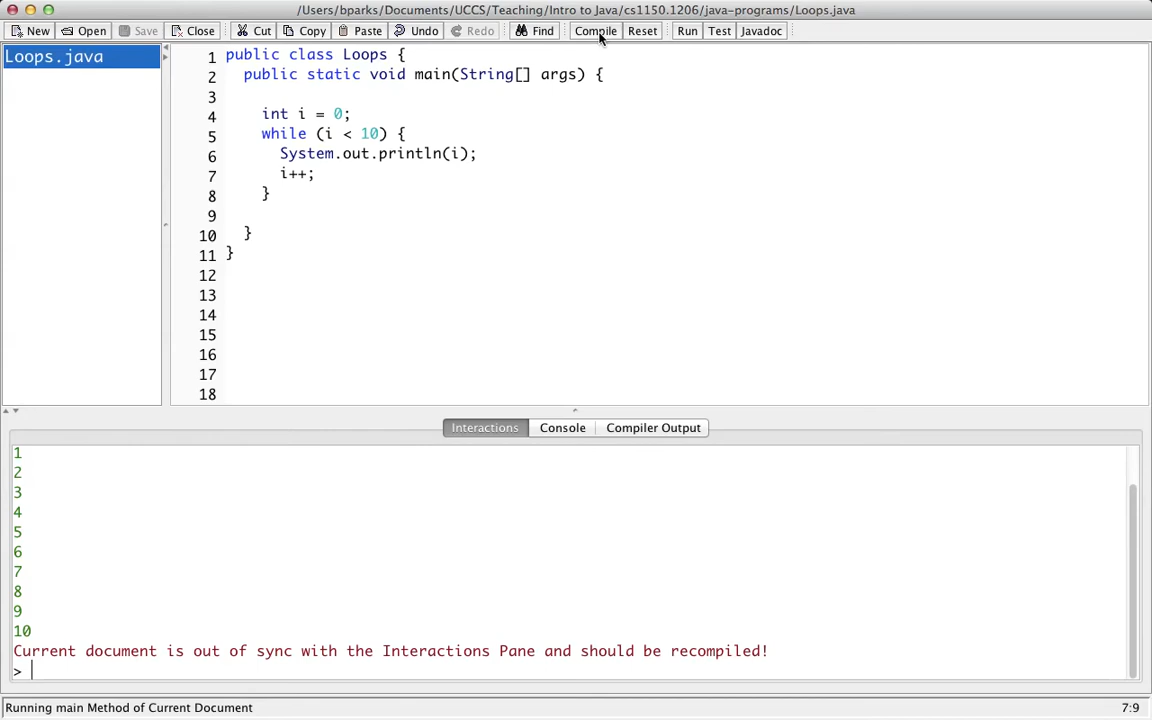 /Users/bparks/Documents/UCCS/Teaching/Intro to Java/cs1150.1206/java-programs/Loops.java
New Open Save Close Cut Copy Paste Undo Redo Find Compile Reset Run Test Javadoc
Loops.java
1 public class Loops {
2 public static void main(String[] args) {
3
4 int i = 0;
5 while (i < 10) {
6 System.out.println(i);
7 i++;
8 }
9
10 }
11 }
12
13
14
15
16
17
18
Interactions Console Compiler Output
1
2
3
4
5
6
7
8
9
10
Current document is out of sync with the Interactions Pane and should be recompiled!
>
Running main Method of Current Document 7:9